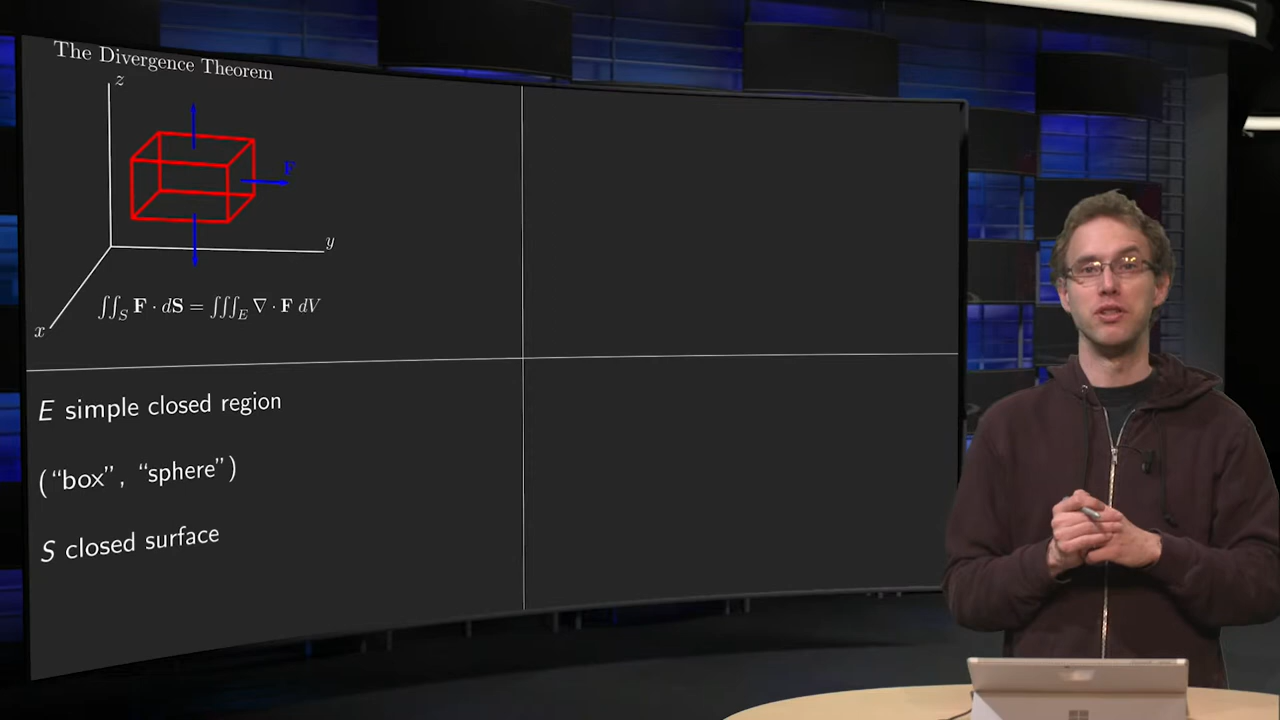 The Divergence Theorem
z
F
y
x
∬_S F · dS = ∭_E ∇ · F dV
E simple closed region
(“box”, “sphere”)
S closed surface